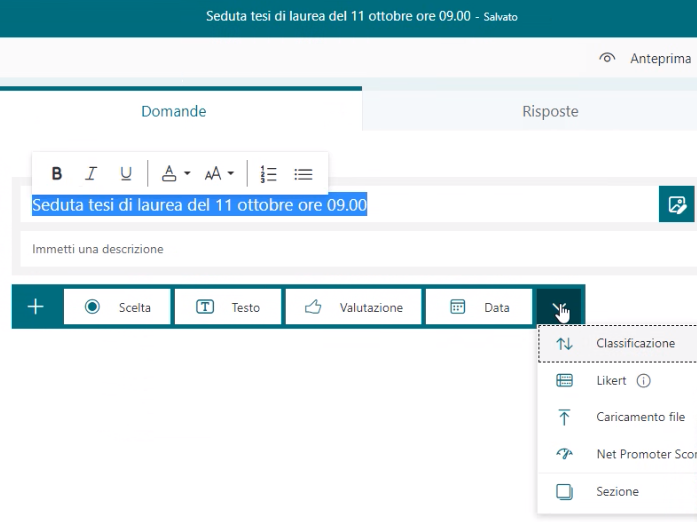 Seduta tesi di laurea del 11 ottobre ore 09.00 - Salvato
Anteprima
Domande Risposte
B I U A AA
Seduta tesi di laurea del 11 ottobre ore 09.00
Immetti una descrizione
+ Scelta T Testo Valutazione Data
Classificazione
Likert
Caricamento file
Net Promoter Scor
Sezione